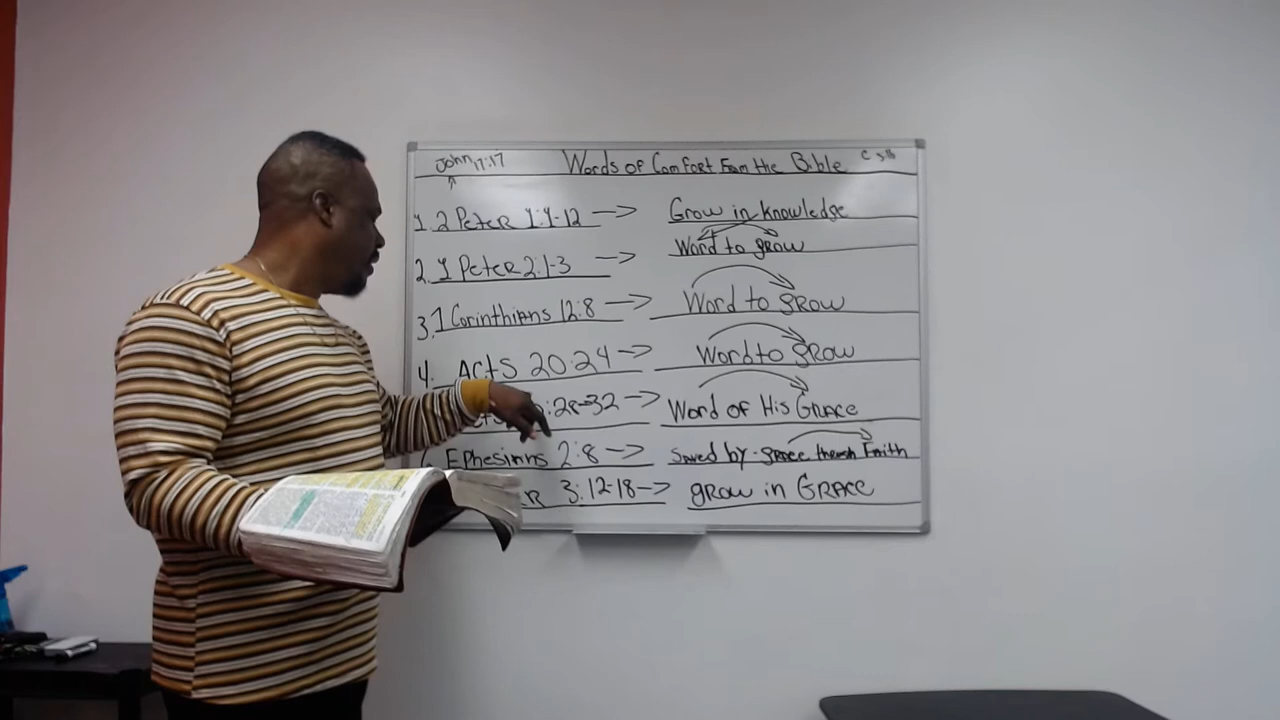 John 17:17 Words of Comfort From the Bible
1. 2 Peter 1:1-12 → Grow in knowledge
2. 1 Peter 2:1-3 → Word to grow
3. 1 Corinthians 12:8 → Word to grow
4. Acts 20:24 → Word to grow
:28-32 → Word of His Grace
Ephesians 2:8 → Saved by grace through Faith
3:12-18 → grow in Grace